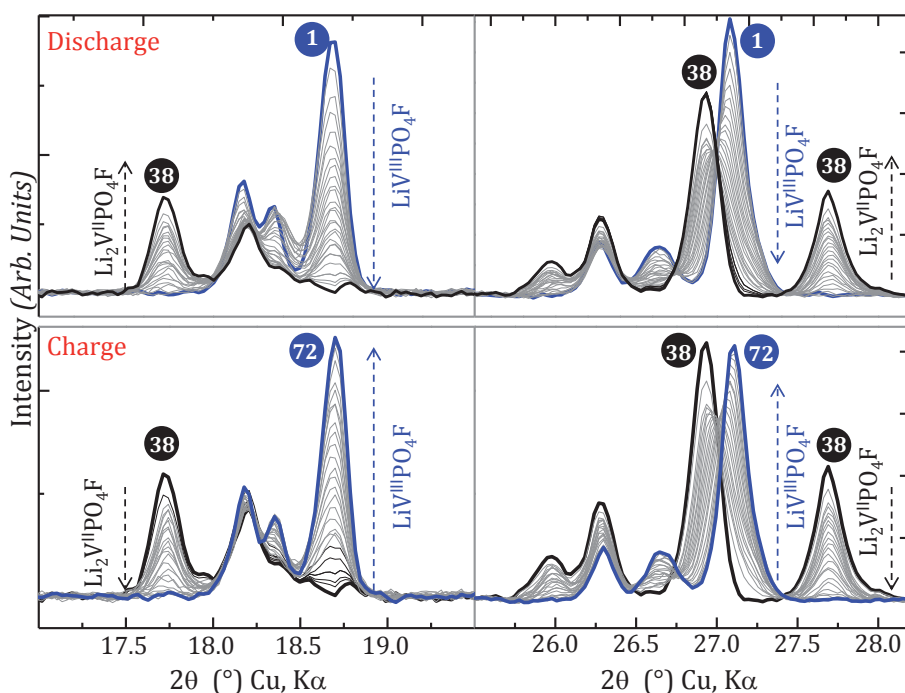 Discharge
1
38
Li₂VᴵᴵPO₄F
LiVᴵᴵᴵPO₄F
38
1
LiVᴵᴵᴵPO₄F
38
Li₂VᴵᴵPO₄F
Intensity (Arb. Units)
Charge
72
38
Li₂VᴵᴵPO₄F
LiVᴵᴵᴵPO₄F
38
72
LiVᴵᴵᴵPO₄F
38
Li₂VᴵᴵPO₄F
17.5 18.0 18.5 19.0
26.0 26.5 27.0 27.5 28.0
2θ (°) Cu, Kα
2θ (°) Cu, Kα